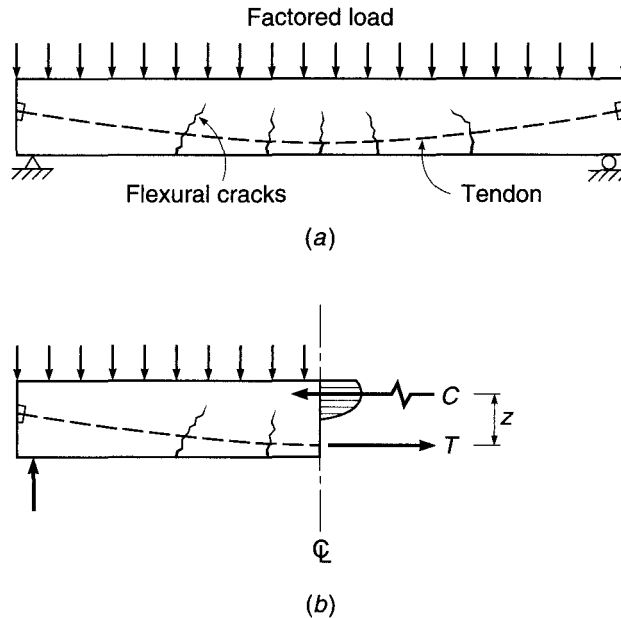 Factored load
Flexural cracks
Tendon
(a)
C
z
T
℄
(b)